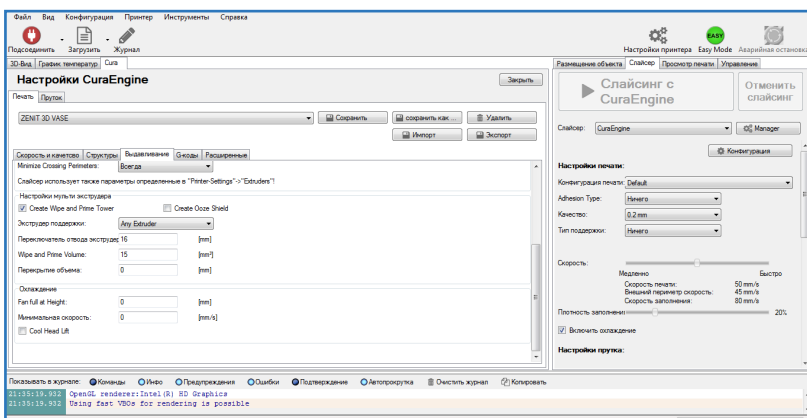 Файл Вид Конфигурация Принтер Инструменты Справка
Подсоединить Загрузить Журнал
EASY
Настройки принтера Easy Mode Аварийная остановка
3D-Вид График температур Cura
Размещение объекта Слайсер Просмотр печати Управление
Настройки CuraEngine
Закрыть
Печать Пруток
ZENIT 3D VASE
Сохранить сохранить как ... Удалить
Импорт Экспорт
Скорость и качество Структуры Выдавливание G-коды Расширенные
Minimize Crossing Perimeters: Всегда
Слайсер использует также параметры определенные в "Printer-Settings"->"Extruders"!
Настройки мульти экструдера
Create Wipe and Prime Tower Create Ooze Shield
Экструдер поддержки: Any Extruder
Переключатель отвода экструдер 16 [mm]
Wipe and Prime Volume: 15 [mm³]
Перекрытие объема: 0 [mm]
Охлаждение
Fan full at Height: 0 [mm]
Минимальная скорость: 0 [mm/s]
Cool Head Lift
Слайсинг с
CuraEngine
Отменить
слайсинг
Слайсер: CuraEngine Manager
Конфигурация
Настройки печати:
Конфигурация печати: Default
Adhesion Type: Ничего
Качество: 0.2 mm
Тип поддержки: Ничего
Скорость:
Медленно Быстро
Скорость печати: 50 mm/s
Внешний периметр скорость: 45 mm/s
Скорость заполнения: 80 mm/s
Плотность заполнени 20%
Включить охлаждение
Настройки прутка:
Показывать в журнале: Команды Инфо Предупреждения Ошибки Подтверждение Автопрокрутка Очистить журнал Копировать
21:35:19.932 OpenGL renderer:Intel(R) HD Graphics
21:35:19.932 Using fast VBOs for rendering is possible